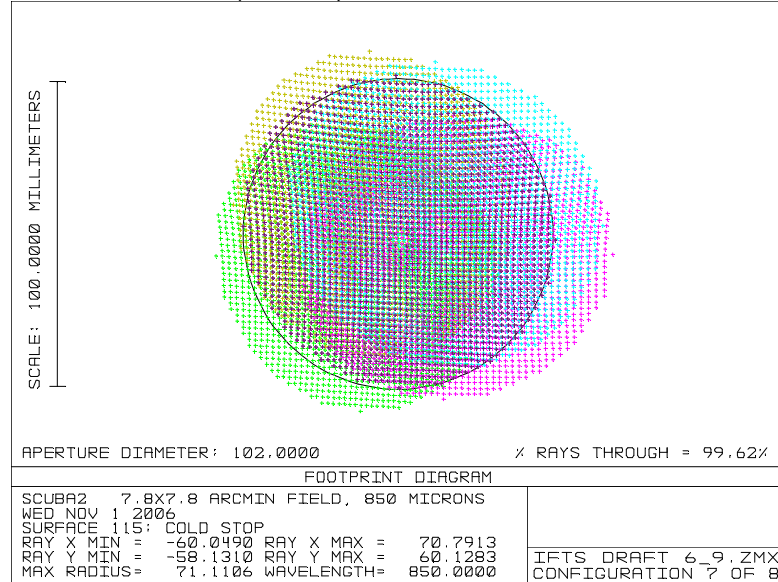 SCALE: 100.0000 MILLIMETERS
APERTURE DIAMETER: 102.0000 % RAYS THROUGH = 99.62%
FOOTPRINT DIAGRAM
SCUBA2 7.8X7.8 ARCMIN FIELD, 850 MICRONS
WED NOV 1 2006
SURFACE 115: COLD STOP
RAY X MIN = -60.0490 RAY X MAX = 70.7913
RAY Y MIN = -58.1310 RAY Y MAX = 60.1283
MAX RADIUS= 71.1106 WAVELENGTH= 850.0000
IFTS DRAFT 6_9.ZMX
CONFIGURATION 7 OF